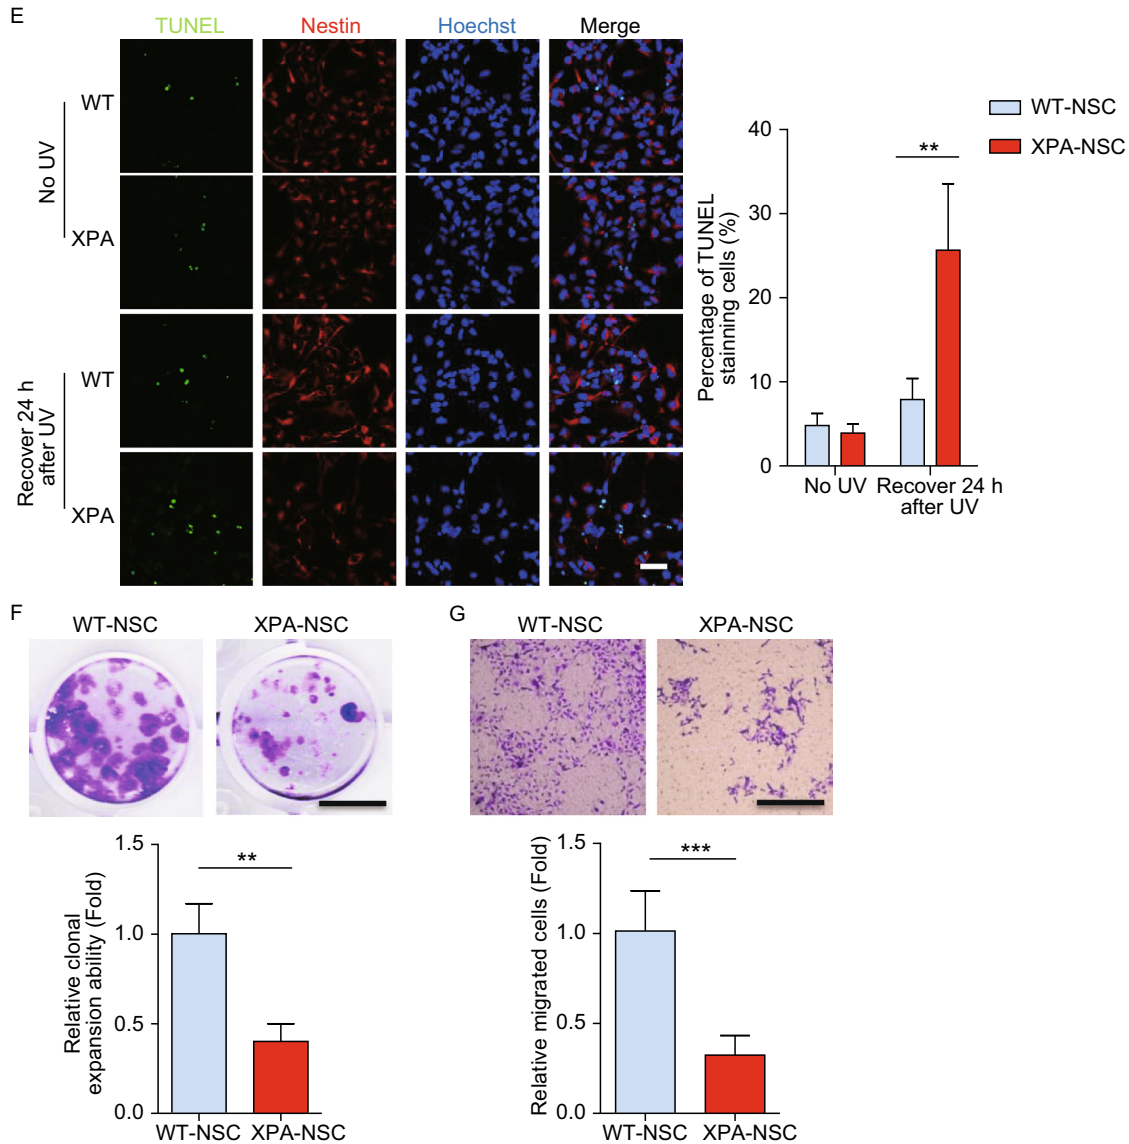 E
TUNEL Nestin Hoechst Merge
No UV
WT
XPA
Recover 24 h
after UV
WT
XPA
WT-NSC
XPA-NSC
Percentage of TUNEL
stainning cells (%)
40
30
20
10
0
**
No UV
Recover 24 h
after UV
F
WT-NSC XPA-NSC
Relative clonal
expansion ability (Fold)
1.5
1.0
0.5
0.0
**
WT-NSC XPA-NSC
G
WT-NSC XPA-NSC
Relative migrated cells (Fold)
1.5
1.0
0.5
0.0
***
WT-NSC XPA-NSC